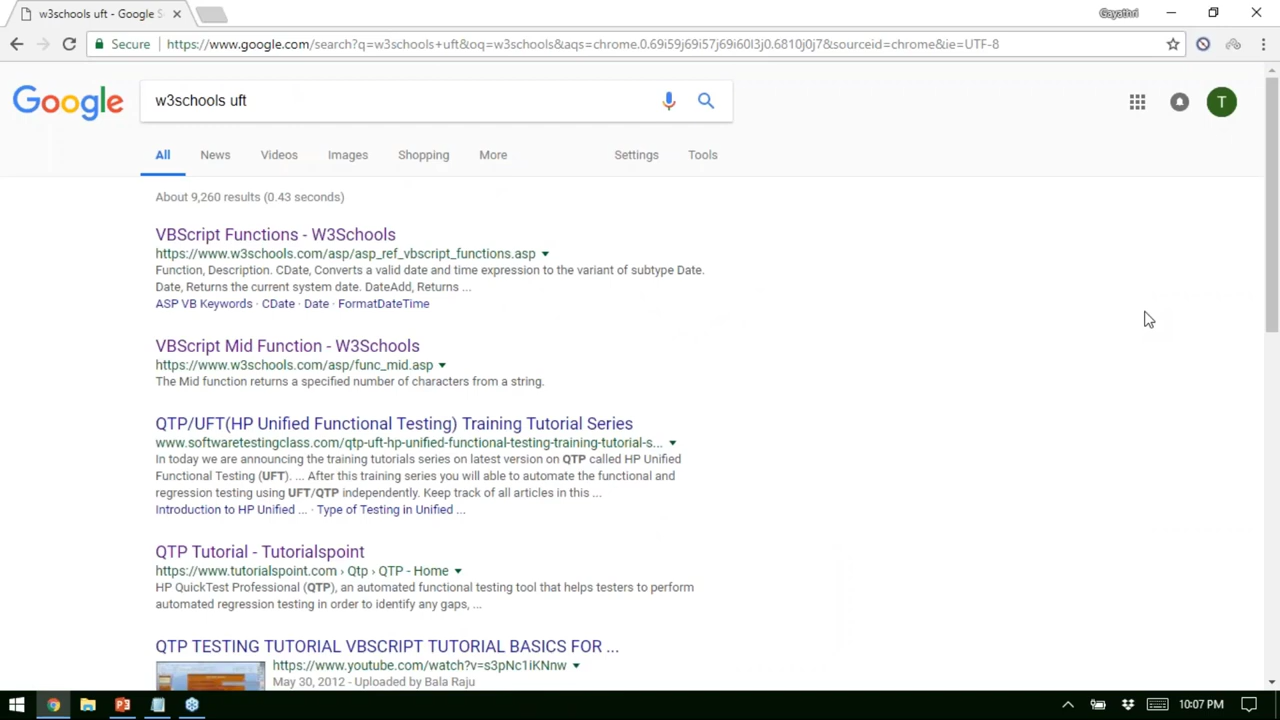 w3schools uft - Google S
Gayathri
Secure
https://www.google.com/search?q=w3schools+uft&oq=w3schools&aqs=chrome.0.69i59j69i57j69i60l3j0.6810j0j7&sourceid=chrome&ie=UTF-8
Google
w3schools uft
T
All News Videos Images Shopping More Settings Tools
About 9,260 results (0.43 seconds)
VBScript Functions - W3Schools
https://www.w3schools.com/asp/asp_ref_vbscript_functions.asp
Function, Description. CDate, Converts a valid date and time expression to the variant of subtype Date.
Date, Returns the current system date. DateAdd, Returns ...
ASP VB Keywords · CDate · Date · FormatDateTime
VBScript Mid Function - W3Schools
https://www.w3schools.com/asp/func_mid.asp
The Mid function returns a specified number of characters from a string.
QTP/UFT(HP Unified Functional Testing) Training Tutorial Series
www.softwaretestingclass.com/qtp-uft-hp-unified-functional-testing-training-tutorial-s...
In today we are announcing the training tutorials series on latest version on QTP called HP Unified
Functional Testing (UFT). ... After this training series you will able to automate the functional and
regression testing using UFT/QTP independently. Keep track of all articles in this ...
Introduction to HP Unified ... · Type of Testing in Unified ...
QTP Tutorial - Tutorialspoint
https://www.tutorialspoint.com › Qtp › QTP - Home
HP QuickTest Professional (QTP), an automated functional testing tool that helps testers to perform
automated regression testing in order to identify any gaps, ...
QTP TESTING TUTORIAL VBSCRIPT TUTORIAL BASICS FOR ...
https://www.youtube.com/watch?v=s3pNc1iKNnw
May 30, 2012 - Uploaded by Bala Raju
10:07 PM